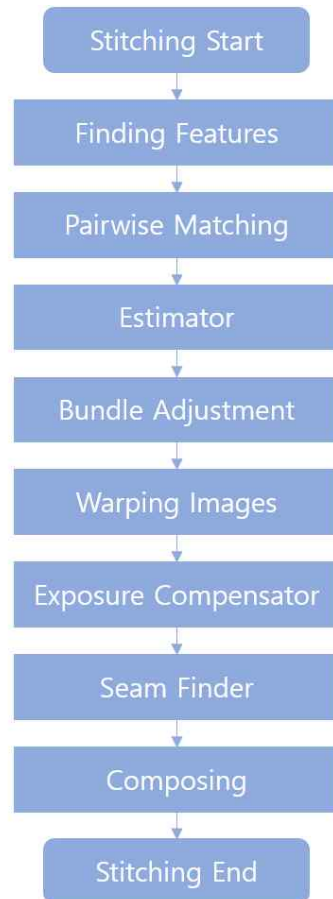 Stitching Start
Finding Features
Pairwise Matching
Estimator
Bundle Adjustment
Warping Images
Exposure Compensator
Seam Finder
Composing
Stitching End